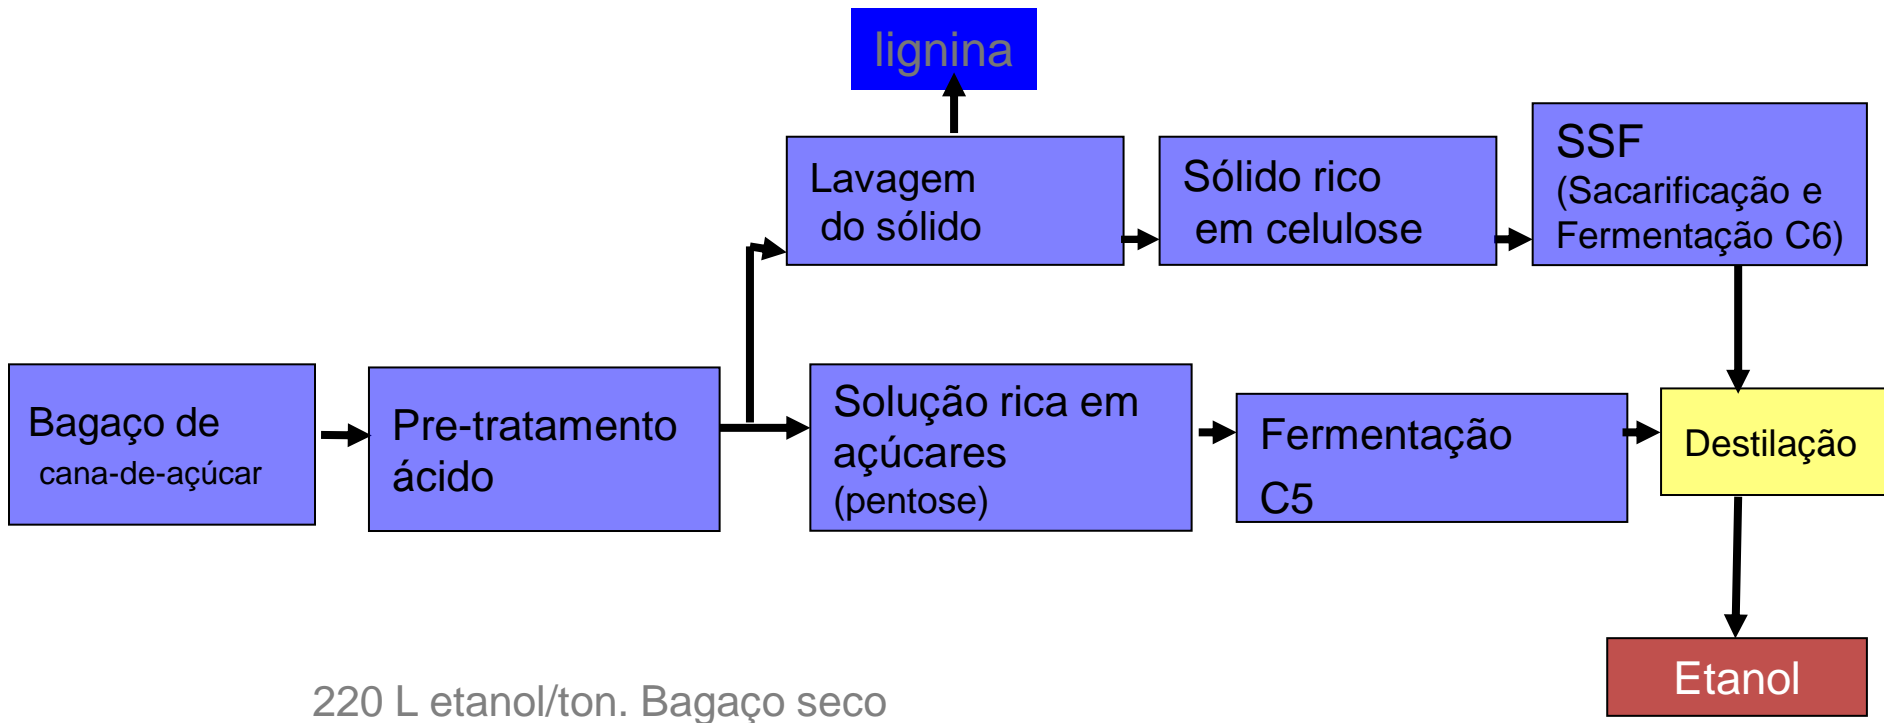 lignina
Lavagem
do sólido
Sólido rico
em celulose
SSF
(Sacarificação e
Fermentação C6)
Bagaço de
cana-de-açúcar
Pre-tratamento
ácido
Solução rica em
açúcares
(pentose)
Fermentação
C5
Destilação
Etanol
220 L etanol/ton. Bagaço seco